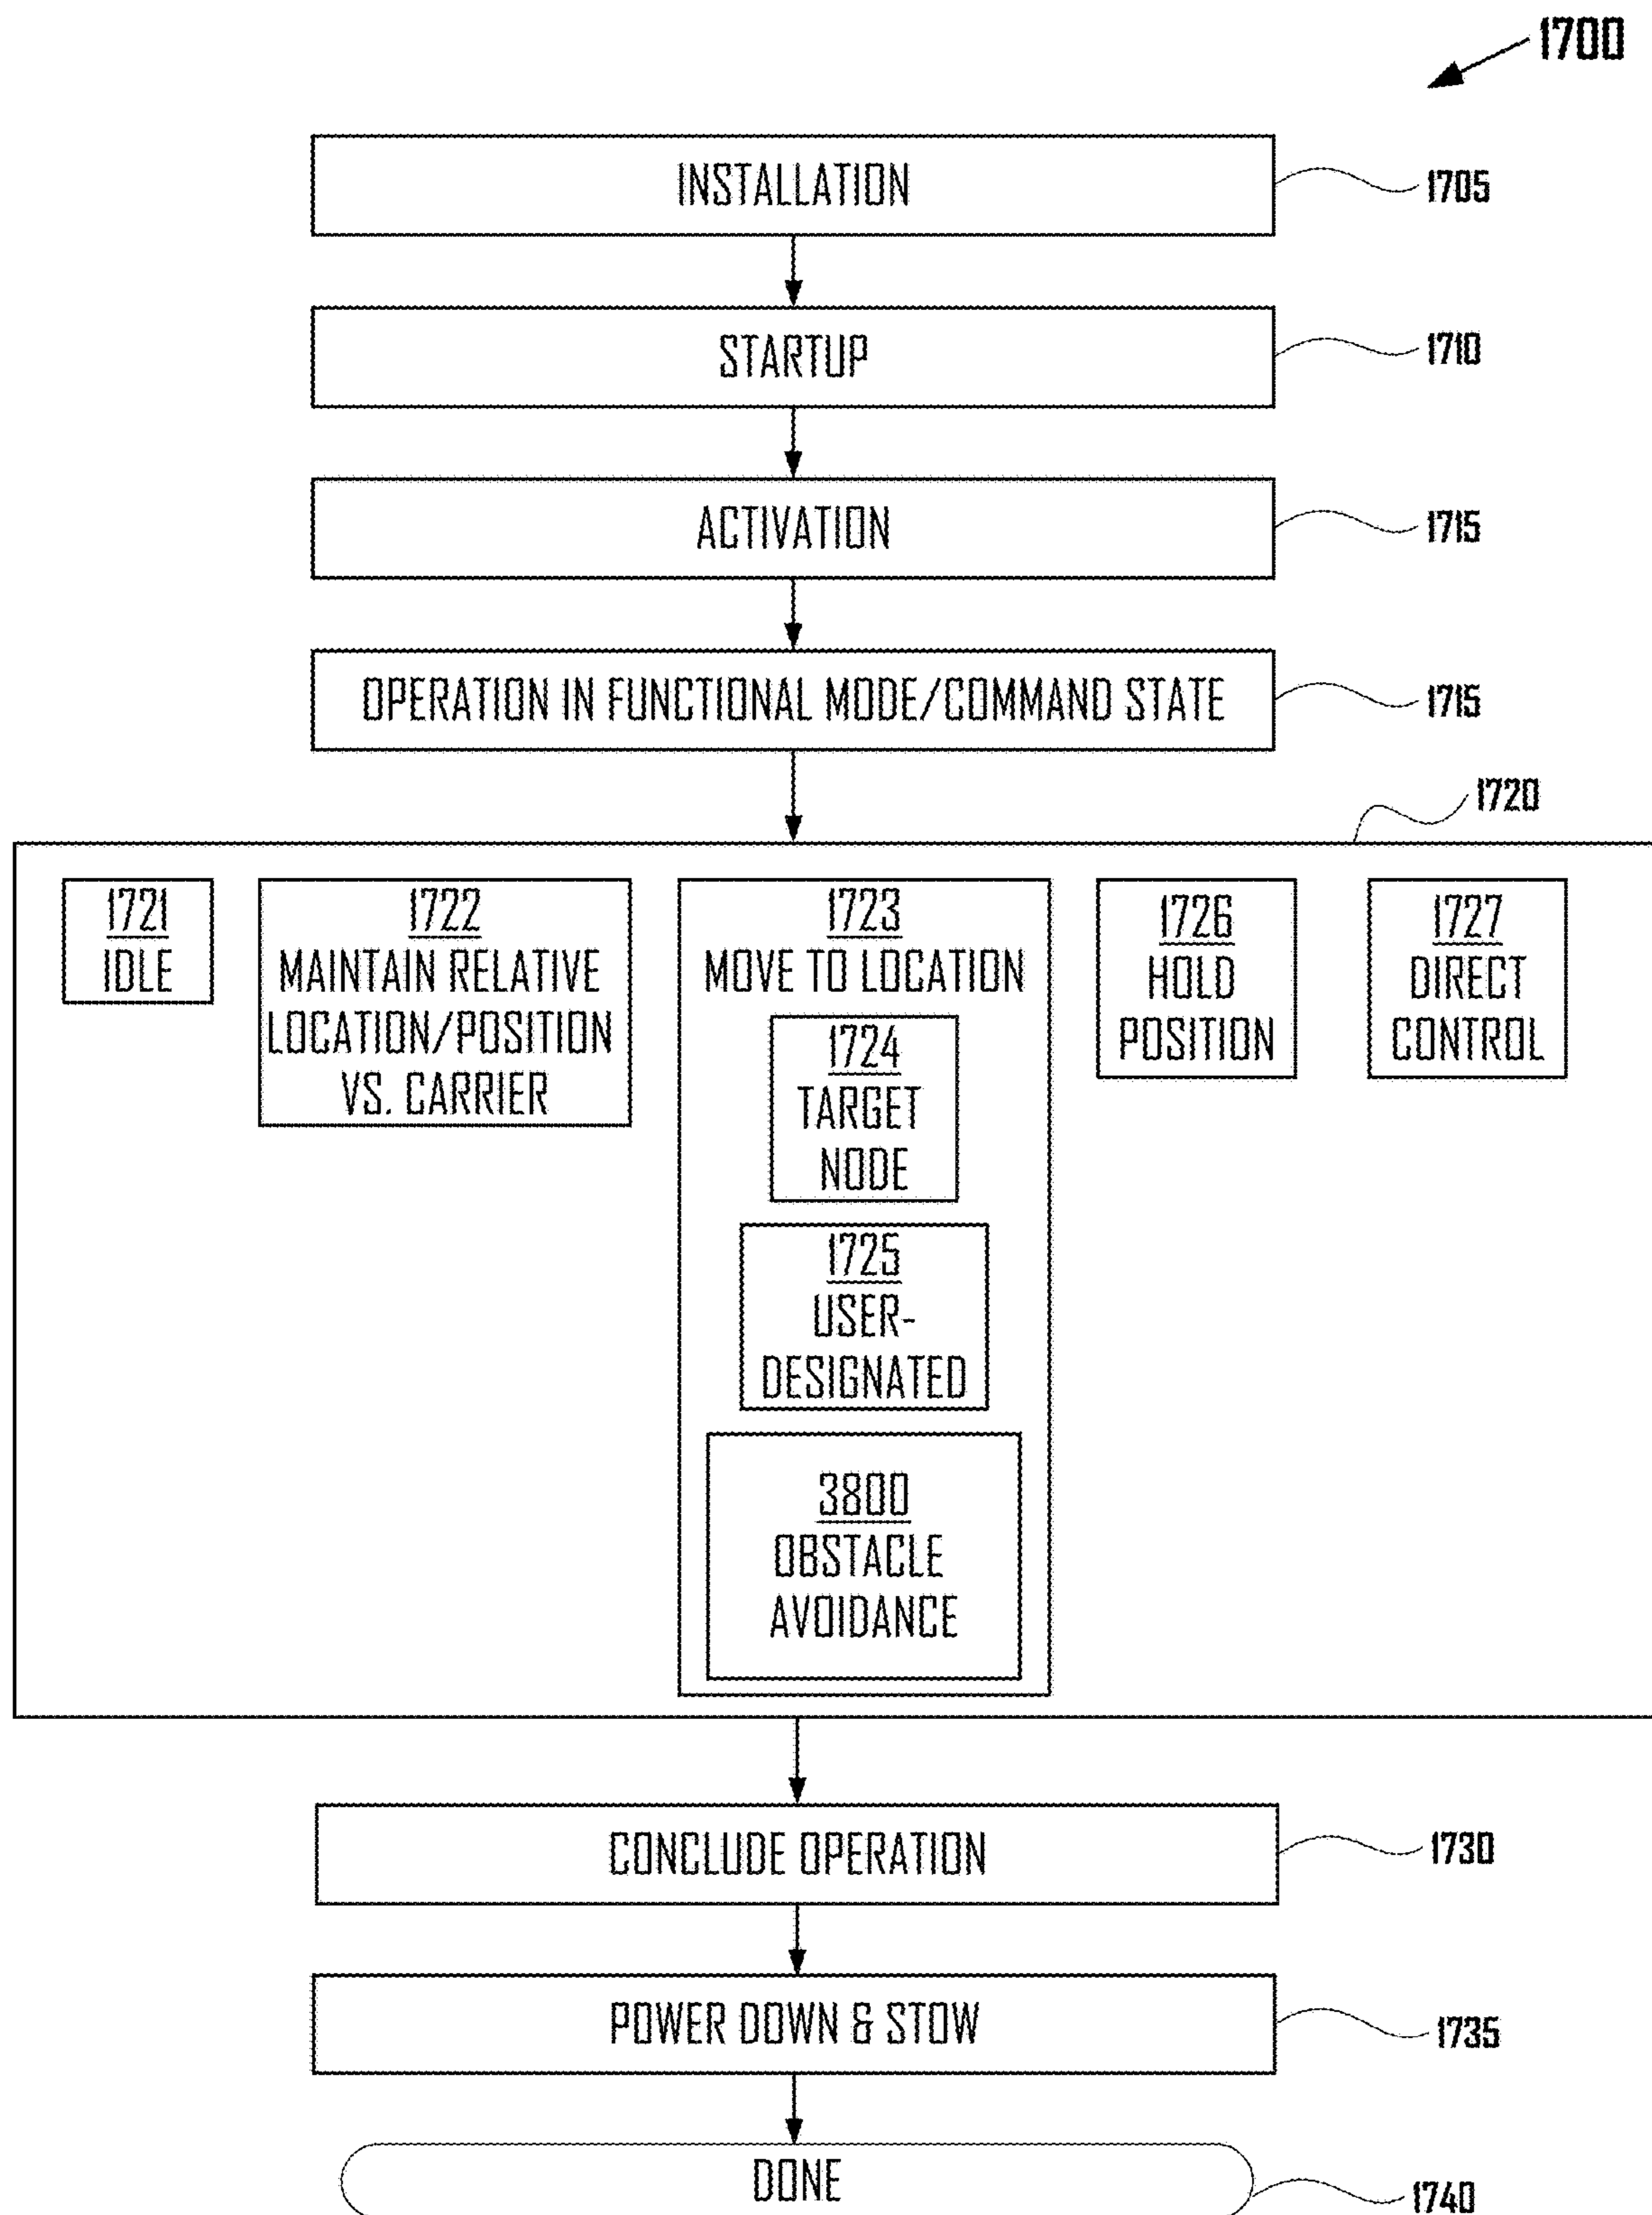 1700
INSTALLATION
1705
STARTUP
1710
ACTIVATION
1715
OPERATION IN FUNCTIONAL MODE/COMMAND STATE
1715
1720
1721
IDLE
1722
MAINTAIN RELATIVE
LOCATION/POSITION
VS. CARRIER
1723
MOVE TO LOCATION
1724
TARGET
NODE
1725
USER-
DESIGNATED
3800
OBSTACLE
AVOIDANCE
1726
HOLD
POSITION
1727
DIRECT
CONTROL
CONCLUDE OPERATION
1730
POWER DOWN & STOW
1735
DONE
1740